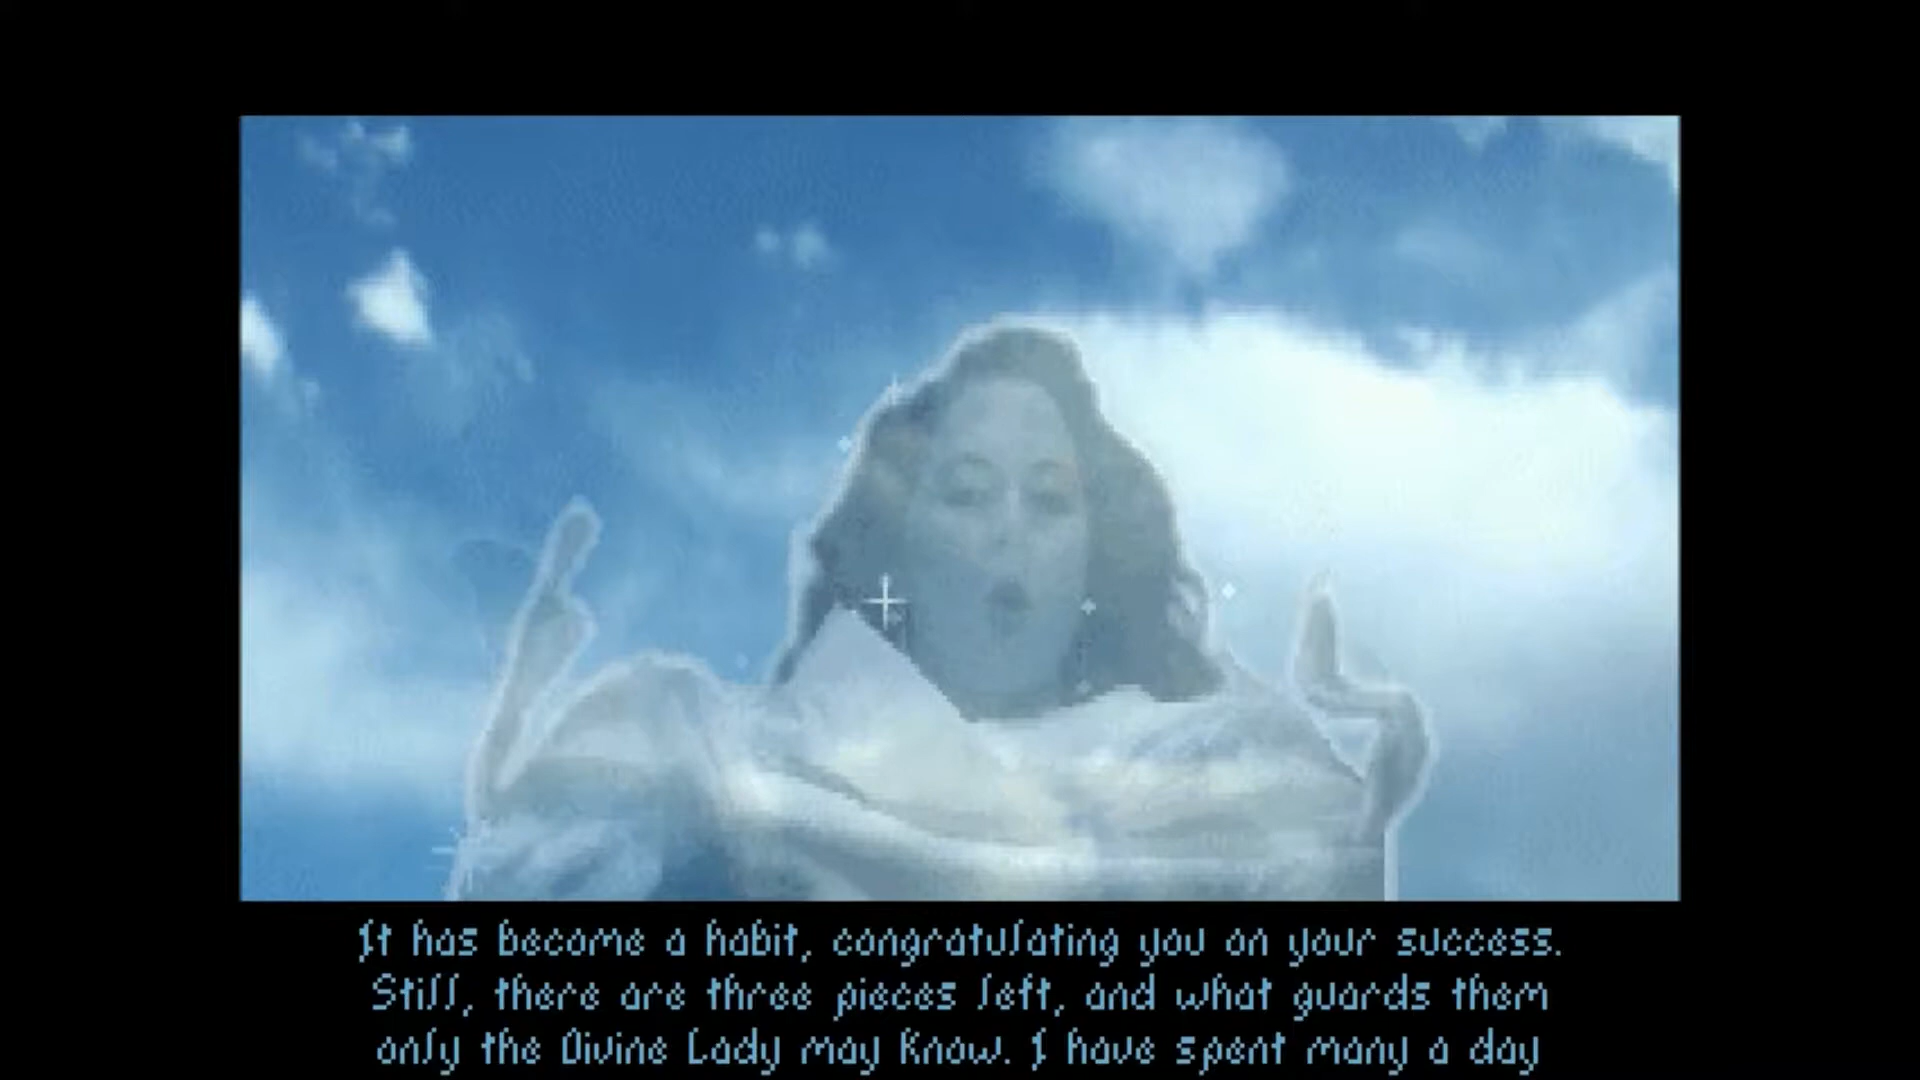 It has become a habit, congratulating you on your success.
Still, there are three pieces left, and what guards them
only the Divine Lady may know. I have spent many a day